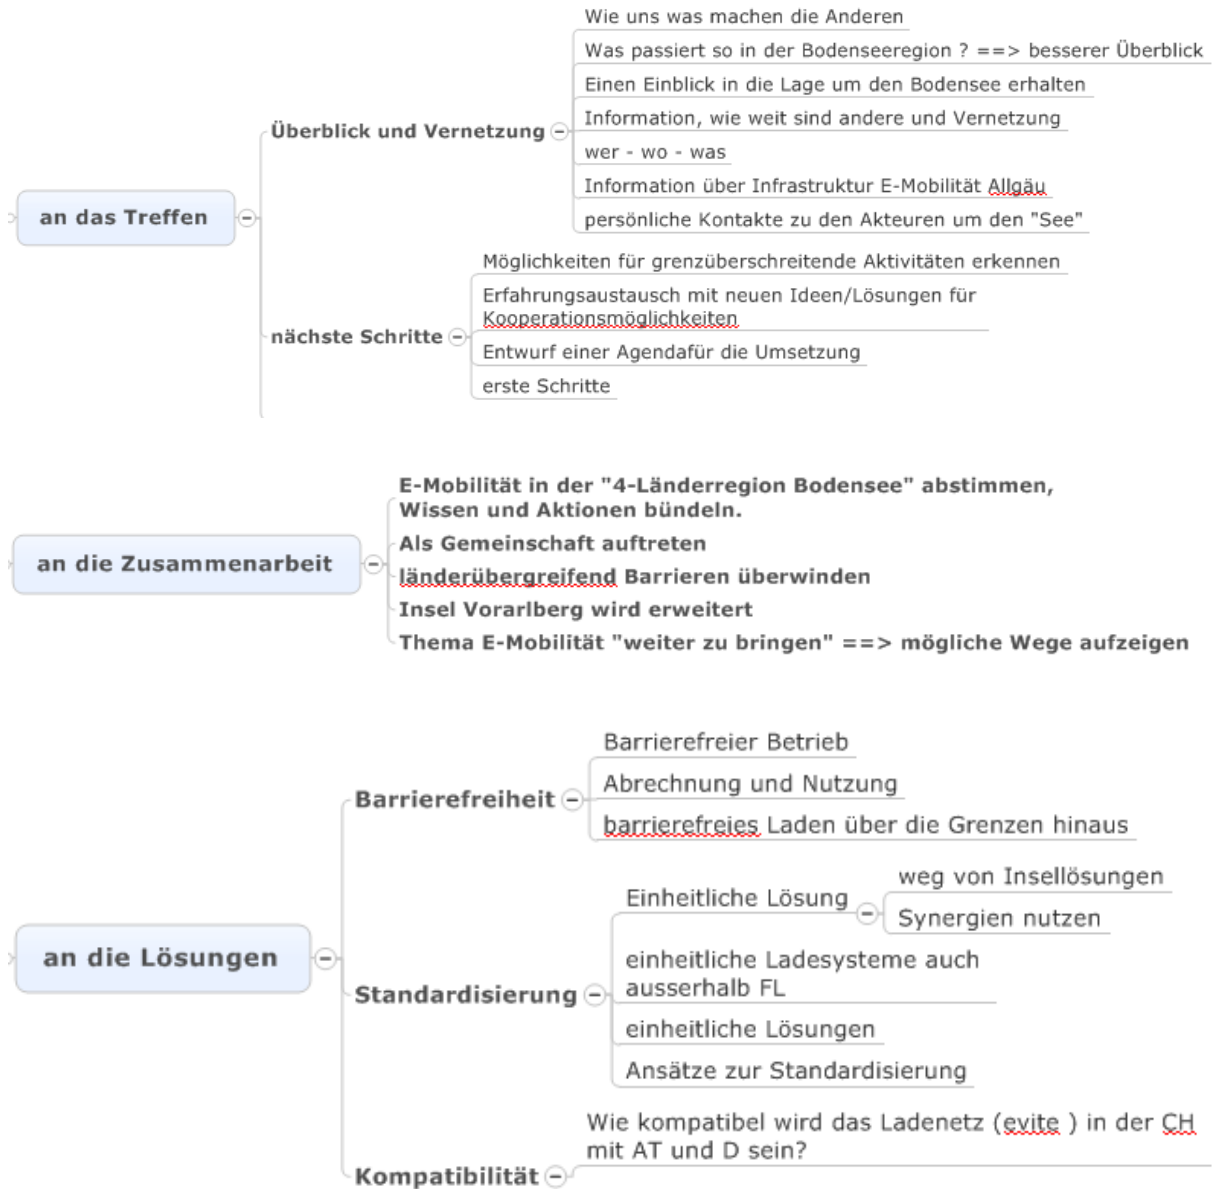 Wie uns was machen die Anderen
Was passiert so in der Bodenseeregion ? ==> besserer Überblick
Einen Einblick in die Lage um den Bodensee erhalten
Überblick und Vernetzung
Information, wie weit sind andere und Vernetzung
wer - wo - was
Information über Infrastruktur E-Mobilität Allgäu
persönliche Kontakte zu den Akteuren um den "See"
an das Treffen
Möglichkeiten für grenzüberschreitende Aktivitäten erkennen
Erfahrungsaustausch mit neuen Ideen/Lösungen für
Kooperationsmöglichkeiten
nächste Schritte
Entwurf einer Agendafür die Umsetzung
erste Schritte
E-Mobilität in der "4-Länderregion Bodensee" abstimmen,
Wissen und Aktionen bündeln.
Als Gemeinschaft auftreten
an die Zusammenarbeit
länderübergreifend Barrieren überwinden
Insel Vorarlberg wird erweitert
Thema E-Mobilität "weiter zu bringen" ==> mögliche Wege aufzeigen
Barrierefreier Betrieb
Barrierefreiheit
Abrechnung und Nutzung
barrierefreies Laden über die Grenzen hinaus
Einheitliche Lösung
weg von Insellösungen
Synergien nutzen
an die Lösungen
einheitliche Ladesysteme auch
ausserhalb FL
Standardisierung
einheitliche Lösungen
Ansätze zur Standardisierung
Wie kompatibel wird das Ladenetz (evite ) in der CH
mit AT und D sein?
Kompatibilität